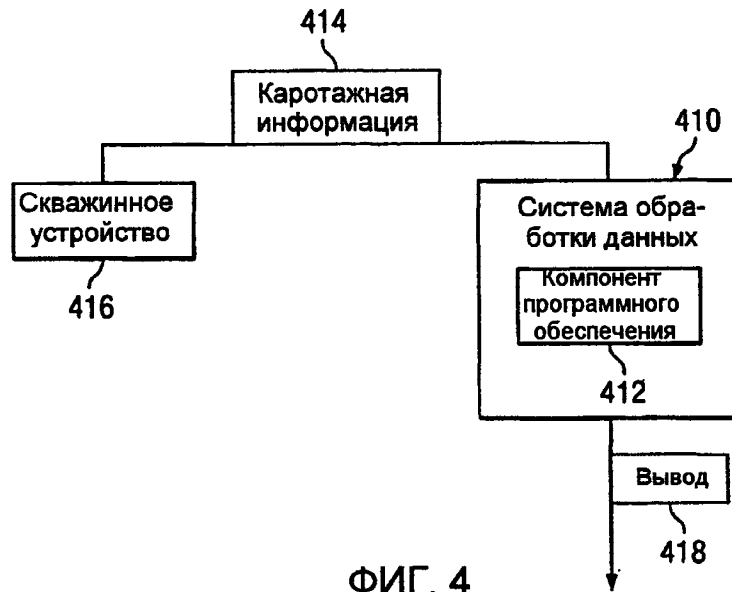 414
Каротажная
информация
410
Скважинное
устройство
416
Система обра-
ботки данных
Компонент
программного
обеспечения
412
Вывод
418
ФИГ. 4